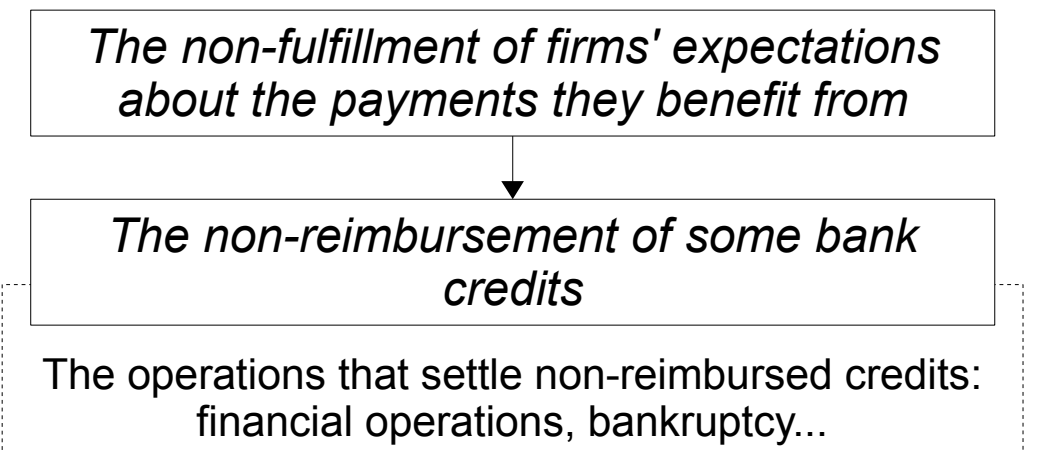 The non-fulfillment of firms' expectations
about the payments they benefit from
The non-reimbursement of some bank
credits
The operations that settle non-reimbursed credits:
financial operations, bankruptcy...